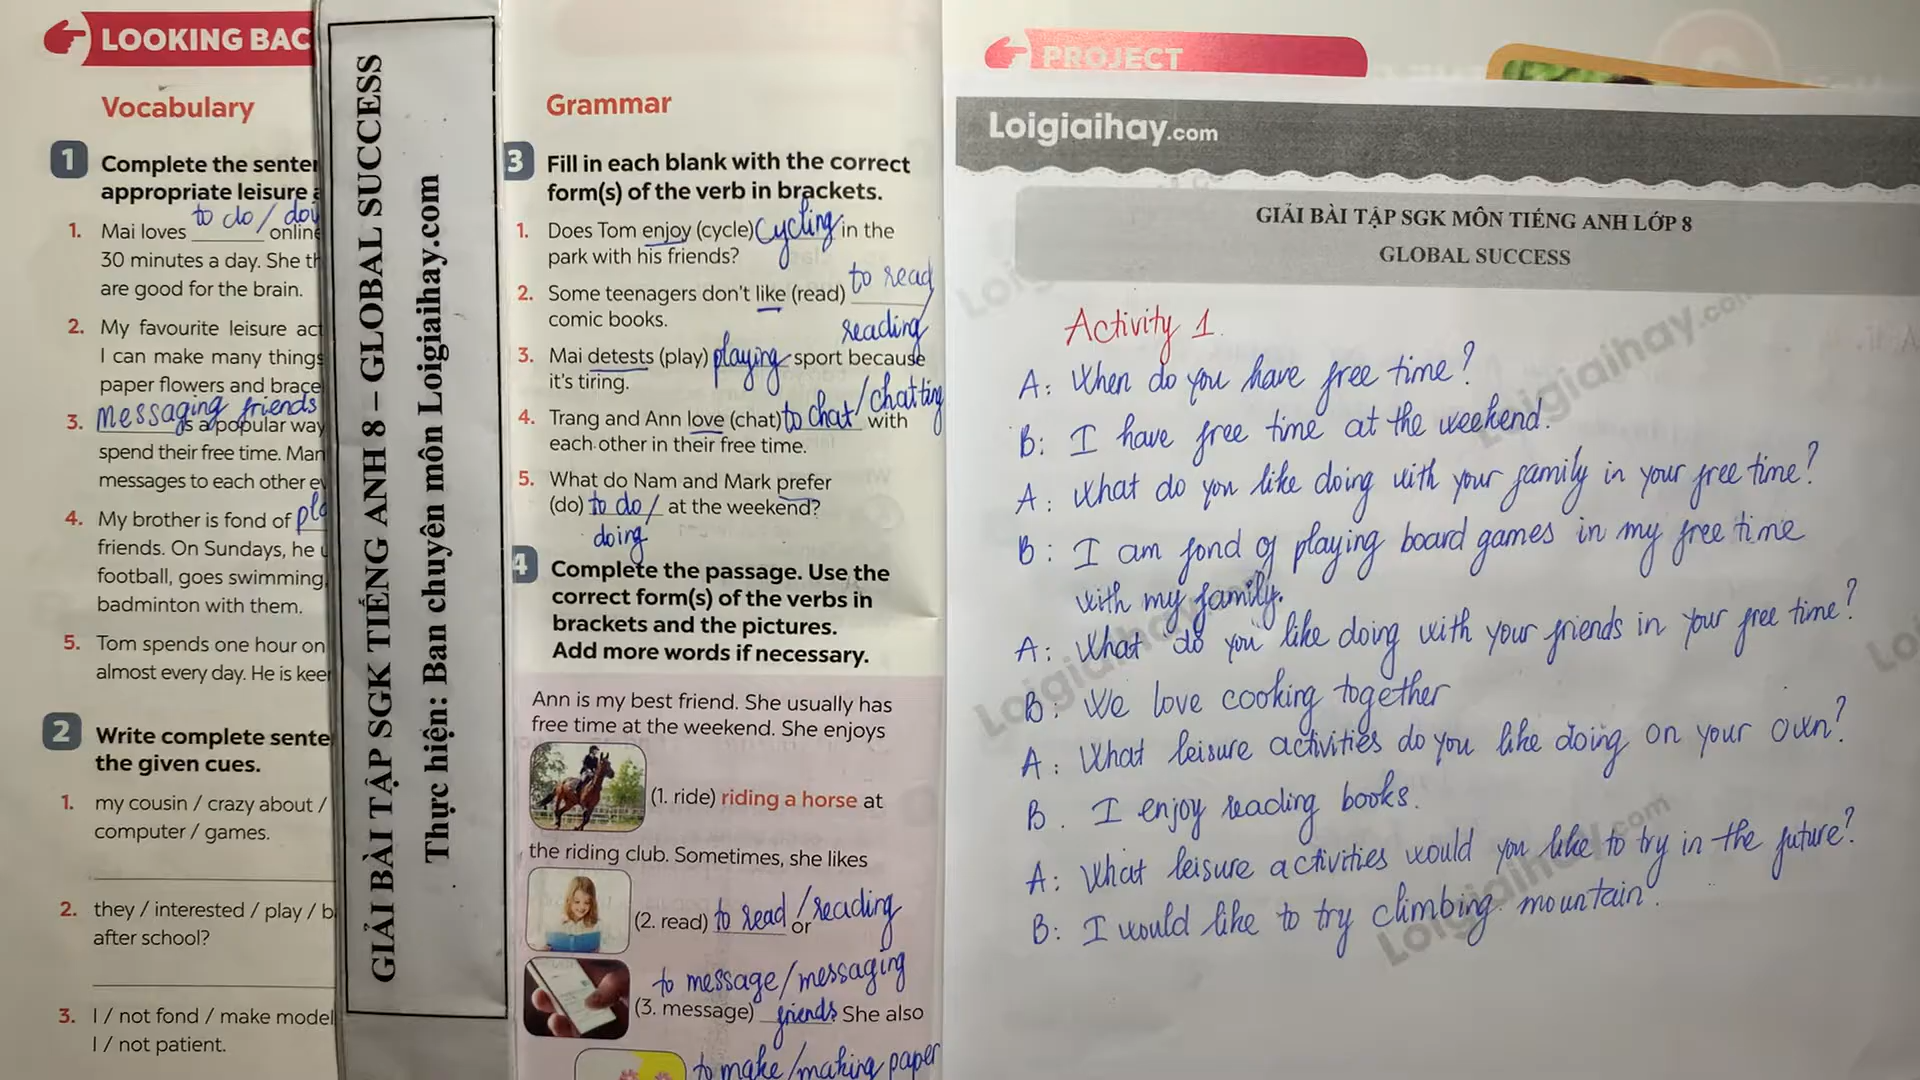 LOOKING BAC
Vocabulary
1 Complete the senter
appropriate leisure a
to do / doi
1. Mai loves ______ online
30 minutes a day. She th
are good for the brain.
2. My favourite leisure act
I can make many things
paper flowers and brace
messaging friends
3. ______ is a popular way
spend their free time. Man
messages to each other ev
4. My brother is fond of pla
friends. On Sundays, he u
football, goes swimming
badminton with them.
5. Tom spends one hour on
almost every day. He is keen
2 Write complete sente
the given cues.
1. my cousin / crazy about /
computer / games.
2. they / interested / play / b
after school?
3. I / not fond / make model
I / not patient.
GIẢI BÀI TẬP SGK TIẾNG ANH 8 – GLOBAL SUCCESS
Thực hiện: Ban chuyên môn Loigiaihay.com
Grammar
3 Fill in each blank with the correct
form(s) of the verb in brackets.
1. Does Tom enjoy (cycle) cycling in the
park with his friends?
to read /
2. Some teenagers don't like (read) ______
comic books.
reading
3. Mai detests (play) playing sport because
it's tiring.
4. Trang and Ann love (chat) to chat / chatting with
each other in their free time.
5. What do Nam and Mark prefer
(do) to do / at the weekend?
doing
4 Complete the passage. Use the
correct form(s) of the verbs in
brackets and the pictures.
Add more words if necessary.
Ann is my best friend. She usually has
free time at the weekend. She enjoys
(1. ride) riding a horse at
the riding club. Sometimes, she likes
(2. read) to read / reading or
to message / messaging
(3. message) friends. She also
to make / making paper
PROJECT
Loigiaihay.com
GIẢI BÀI TẬP SGK MÔN TIẾNG ANH LỚP 8
GLOBAL SUCCESS
Activity 1.
A: When do you have free time?
B: I have free time at the weekend.
A: What do you like doing with your family in your free time?
B: I am fond of playing board games in my free time
with my family.
A: What do you like doing with your friends in your free time?
B: We love cooking together
A: What leisure activities do you like doing on your own?
B. I enjoy reading books.
A: What leisure activities would you like to try in the future?
B: I would like to try climbing mountain.
Loigiaihay.com
Loigiaihay.com
Loigiaihay.com